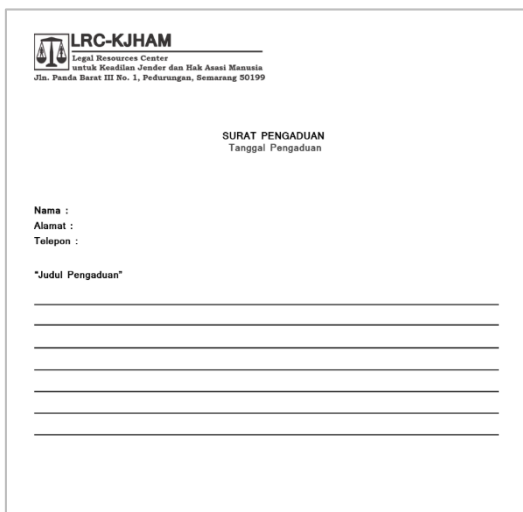 LRC-KJHAM
Legal Resources Center
untuk Keadilan Jender dan Hak Asasi Manusia
Jln. Panda Barat III No. 1, Pedurungan, Semarang 50199
SURAT PENGADUAN
Tanggal Pengaduan
Nama :
Alamat :
Telepon :
"Judul Pengaduan"